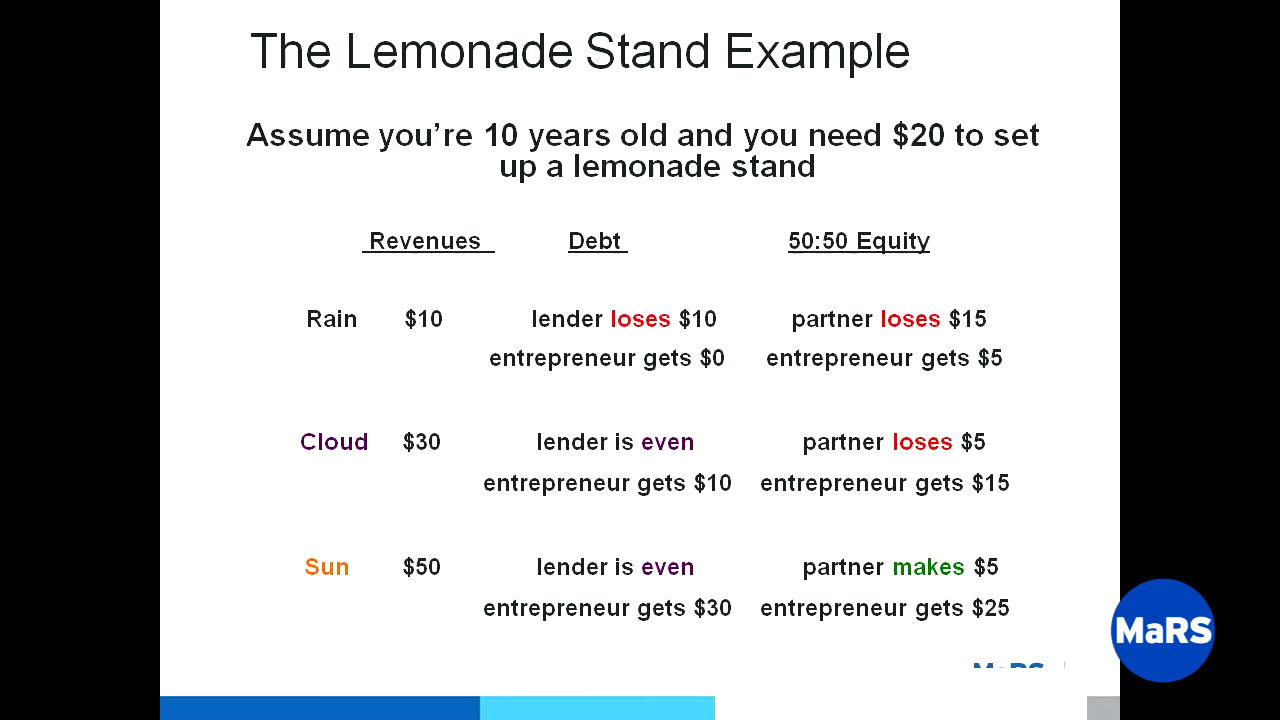 The Lemonade Stand Example
Assume you're 10 years old and you need $20 to set
up a lemonade stand
Revenues Debt 50:50 Equity
Rain $10 lender loses $10 partner loses $15
entrepreneur gets $0 entrepreneur gets $5
Cloud $30 lender is even partner loses $5
entrepreneur gets $10 entrepreneur gets $15
Sun $50 lender is even partner makes $5
entrepreneur gets $30 entrepreneur gets $25
MaRS
MaRS